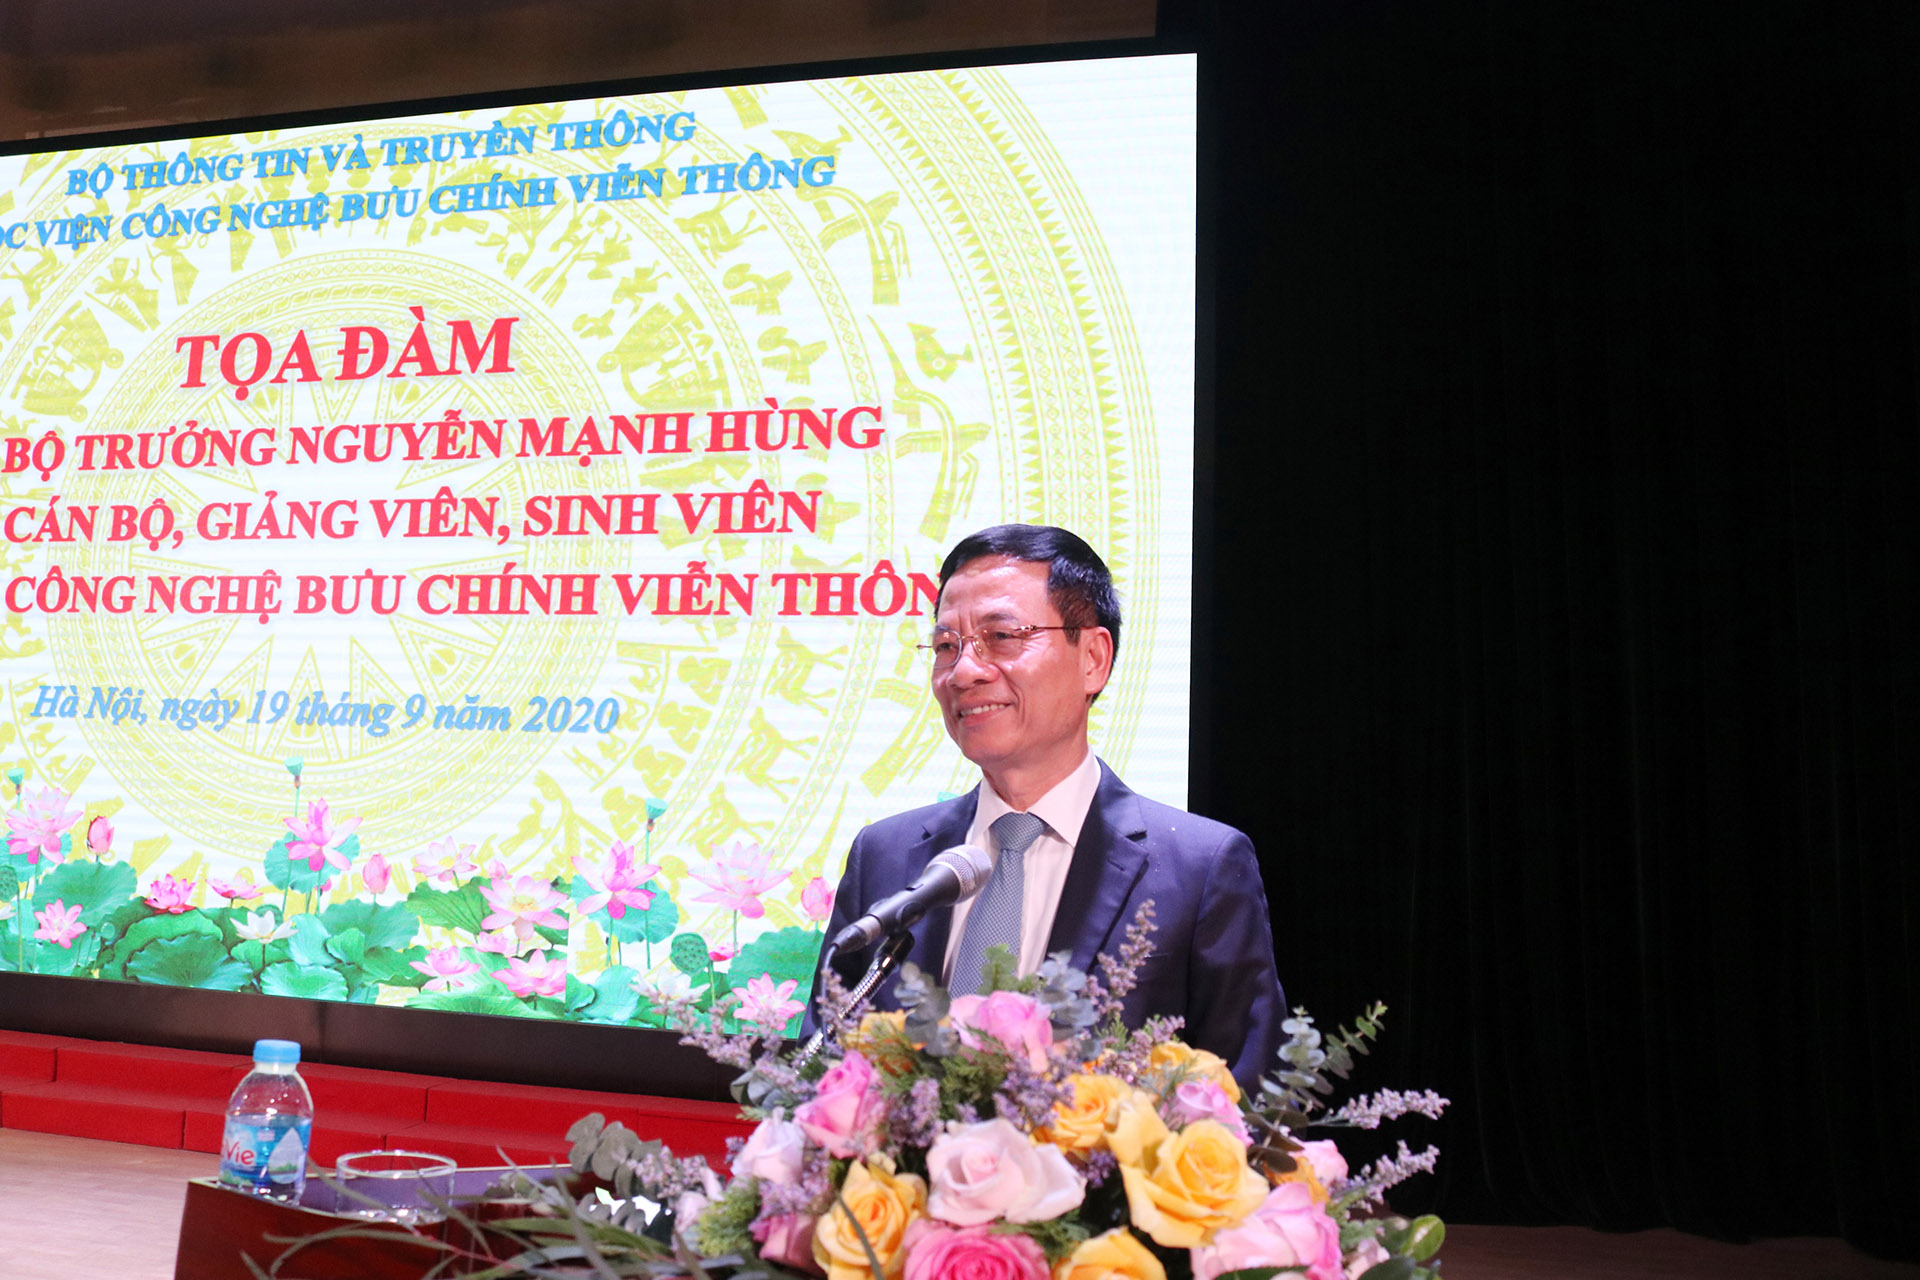 BỘ THÔNG TIN VÀ TRUYỀN THÔNG
VIỆN CÔNG NGHỆ BƯU CHÍNH VIỄN THÔNG
TỌA ĐÀM
BỘ TRƯỞNG NGUYỄN MẠNH HÙNG
CÁN BỘ, GIẢNG VIÊN, SINH VIÊN
CÔNG NGHỆ BƯU CHÍNH VIỄN THÔN
Hà Nội, ngày 19 tháng 9 năm 2020
Vie